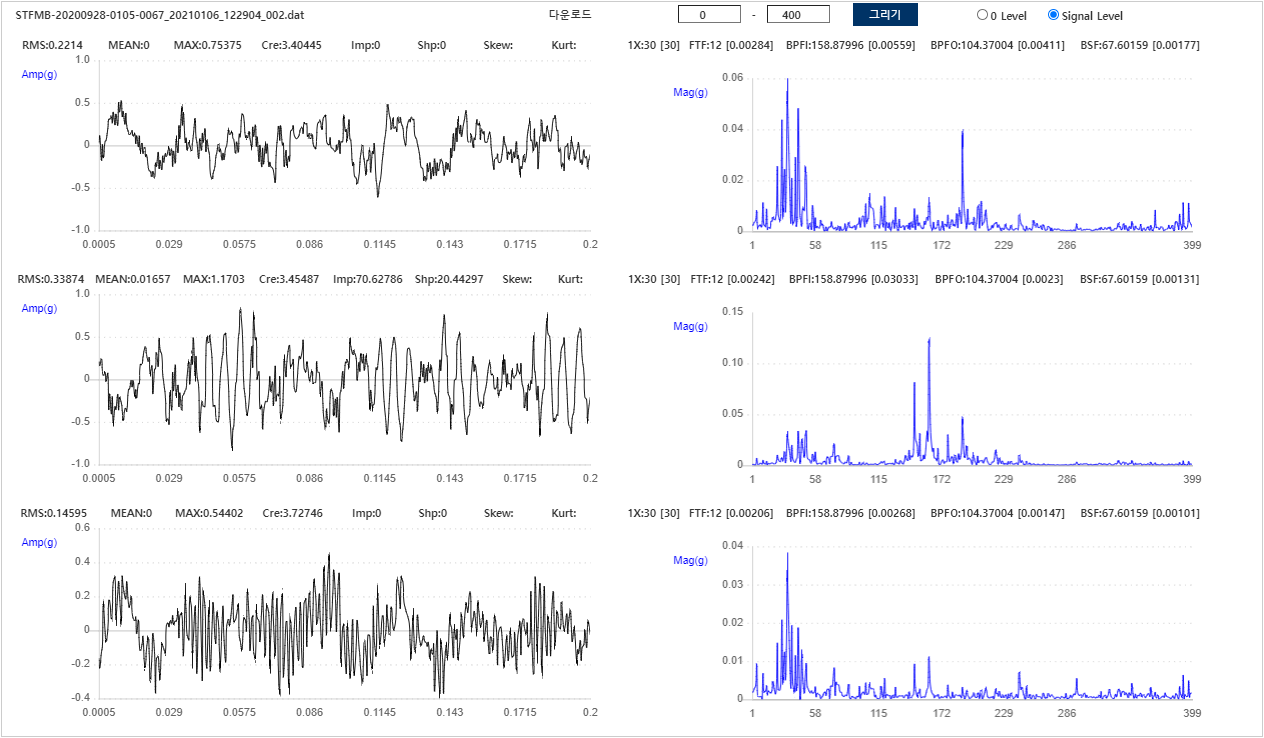 STFMB-20200928-0105-0067_20210106_122904_002.dat 다운로드 0 - 400 그리기 0 Level Signal Level
RMS:0.2214 MEAN:0 MAX:0.75375 Cre:3.40445 Imp:0 Shp:0 Skew: Kurt:
Amp(g)
1.0
0.5
0
-0.5
-1.0
0.0005 0.029 0.0575 0.086 0.1145 0.143 0.1715 0.2
1X:30 [30] FTF:12 [0.00284] BPFI:158.87996 [0.00559] BPFO:104.37004 [0.00411] BSF:67.60159 [0.00177]
Mag(g)
0.06
0.04
0.02
0
1 58 115 172 229 286 399
RMS:0.33874 MEAN:0.01657 MAX:1.1703 Cre:3.45487 Imp:70.62786 Shp:20.44297 Skew: Kurt:
Amp(g)
1.0
0.5
0
-0.5
-1.0
0.0005 0.029 0.0575 0.086 0.1145 0.143 0.1715 0.2
1X:30 [30] FTF:12 [0.00242] BPFI:158.87996 [0.03033] BPFO:104.37004 [0.0023] BSF:67.60159 [0.00131]
Mag(g)
0.15
0.10
0.05
0
1 58 115 172 229 286 399
RMS:0.14595 MEAN:0 MAX:0.54402 Cre:3.72746 Imp:0 Shp:0 Skew: Kurt:
Amp(g)
0.6
0.4
0.2
0
-0.2
-0.4
0.0005 0.029 0.0575 0.086 0.1145 0.143 0.1715 0.2
1X:30 [30] FTF:12 [0.00206] BPFI:158.87996 [0.00268] BPFO:104.37004 [0.00147] BSF:67.60159 [0.00101]
Mag(g)
0.04
0.03
0.02
0.01
0
1 58 115 172 229 286 399